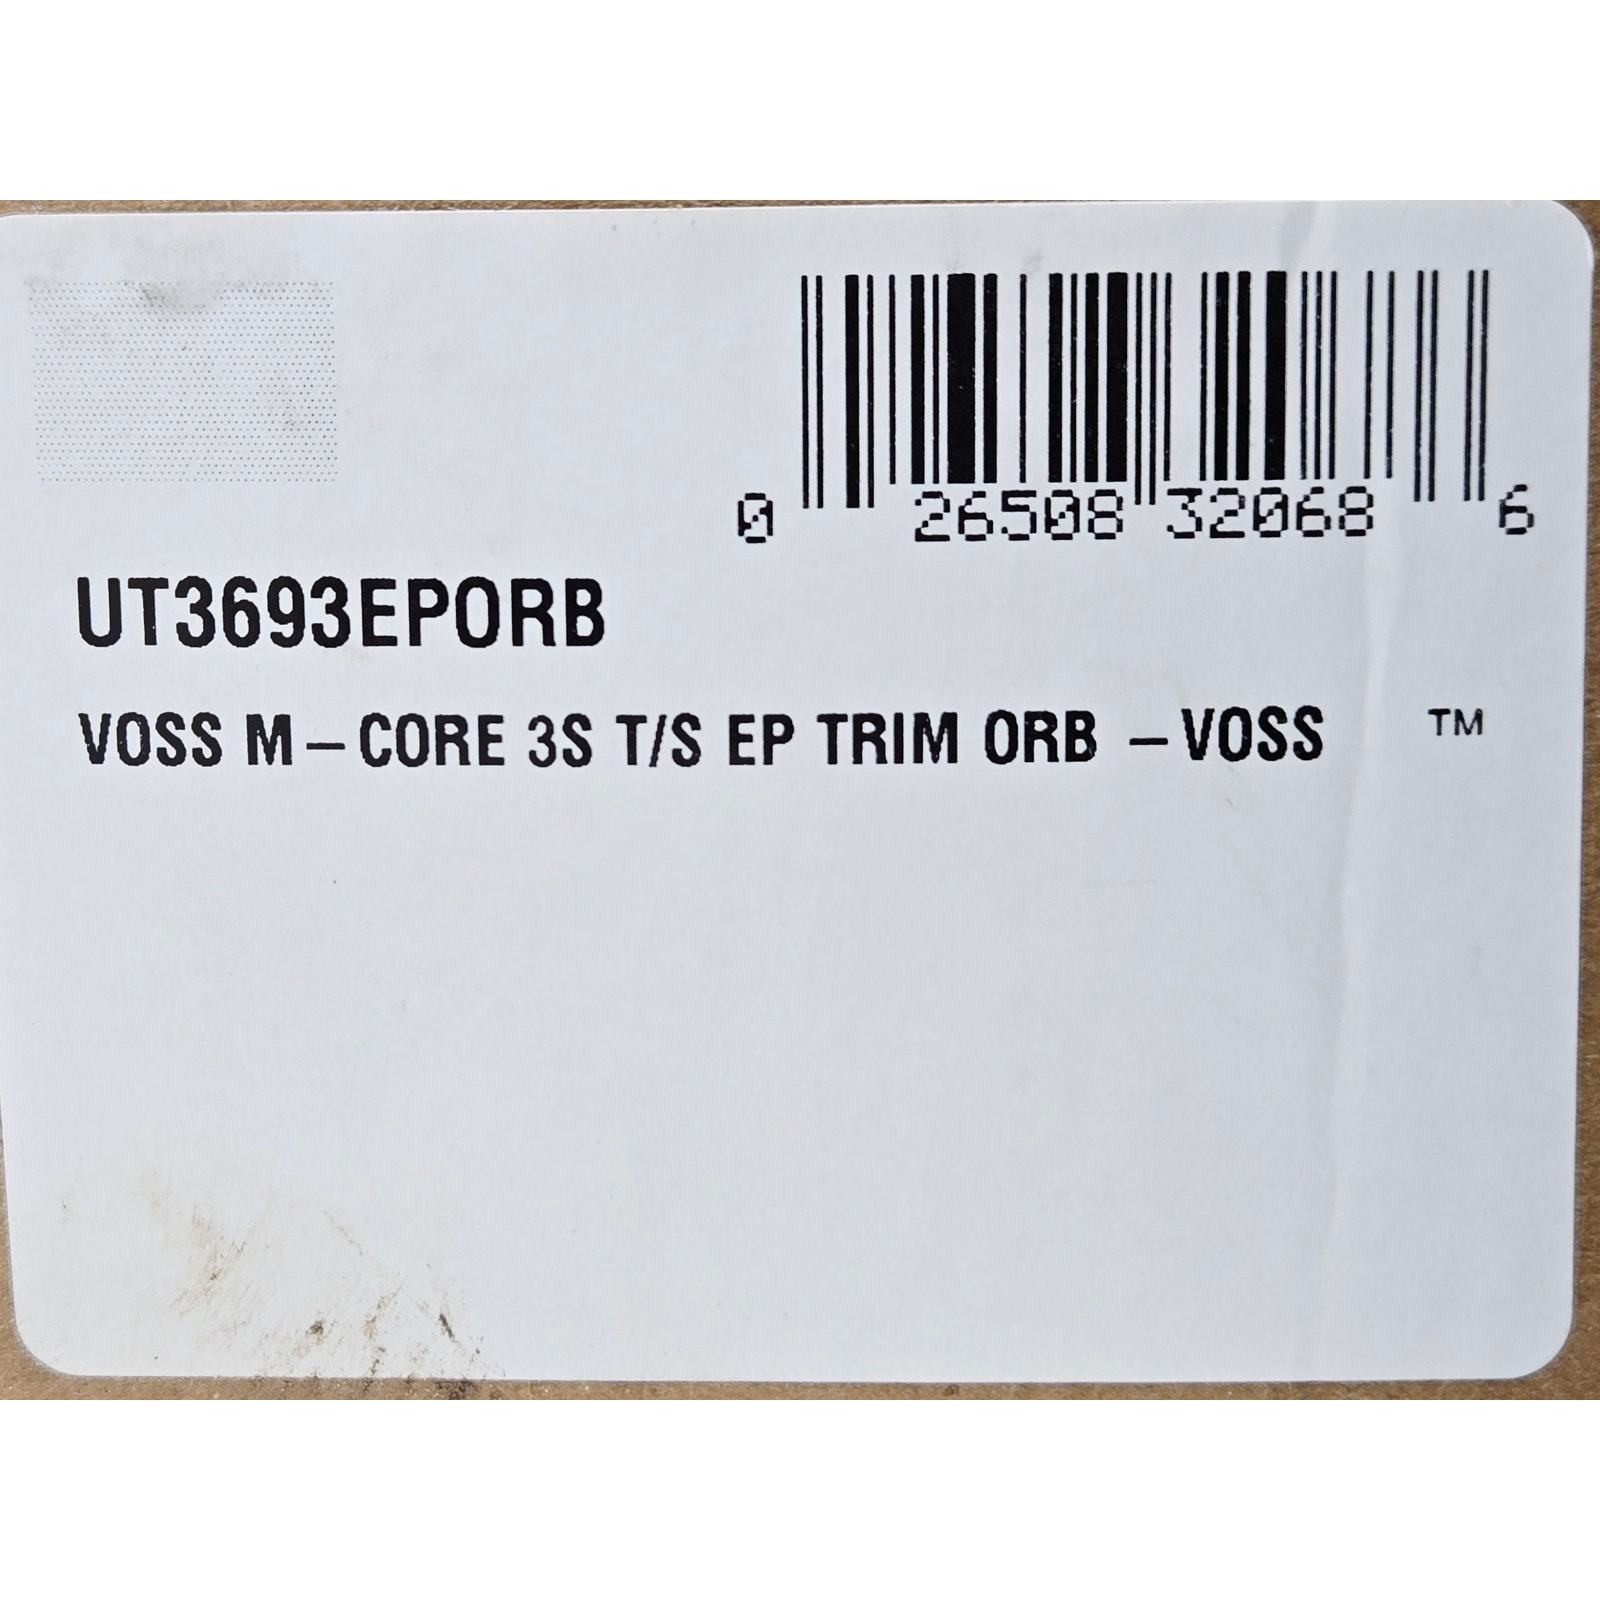 0 26508 32068 6
UT3693EPORB
VOSS M-CORE 3S T/S EP TRIM ORB -VOSS ™